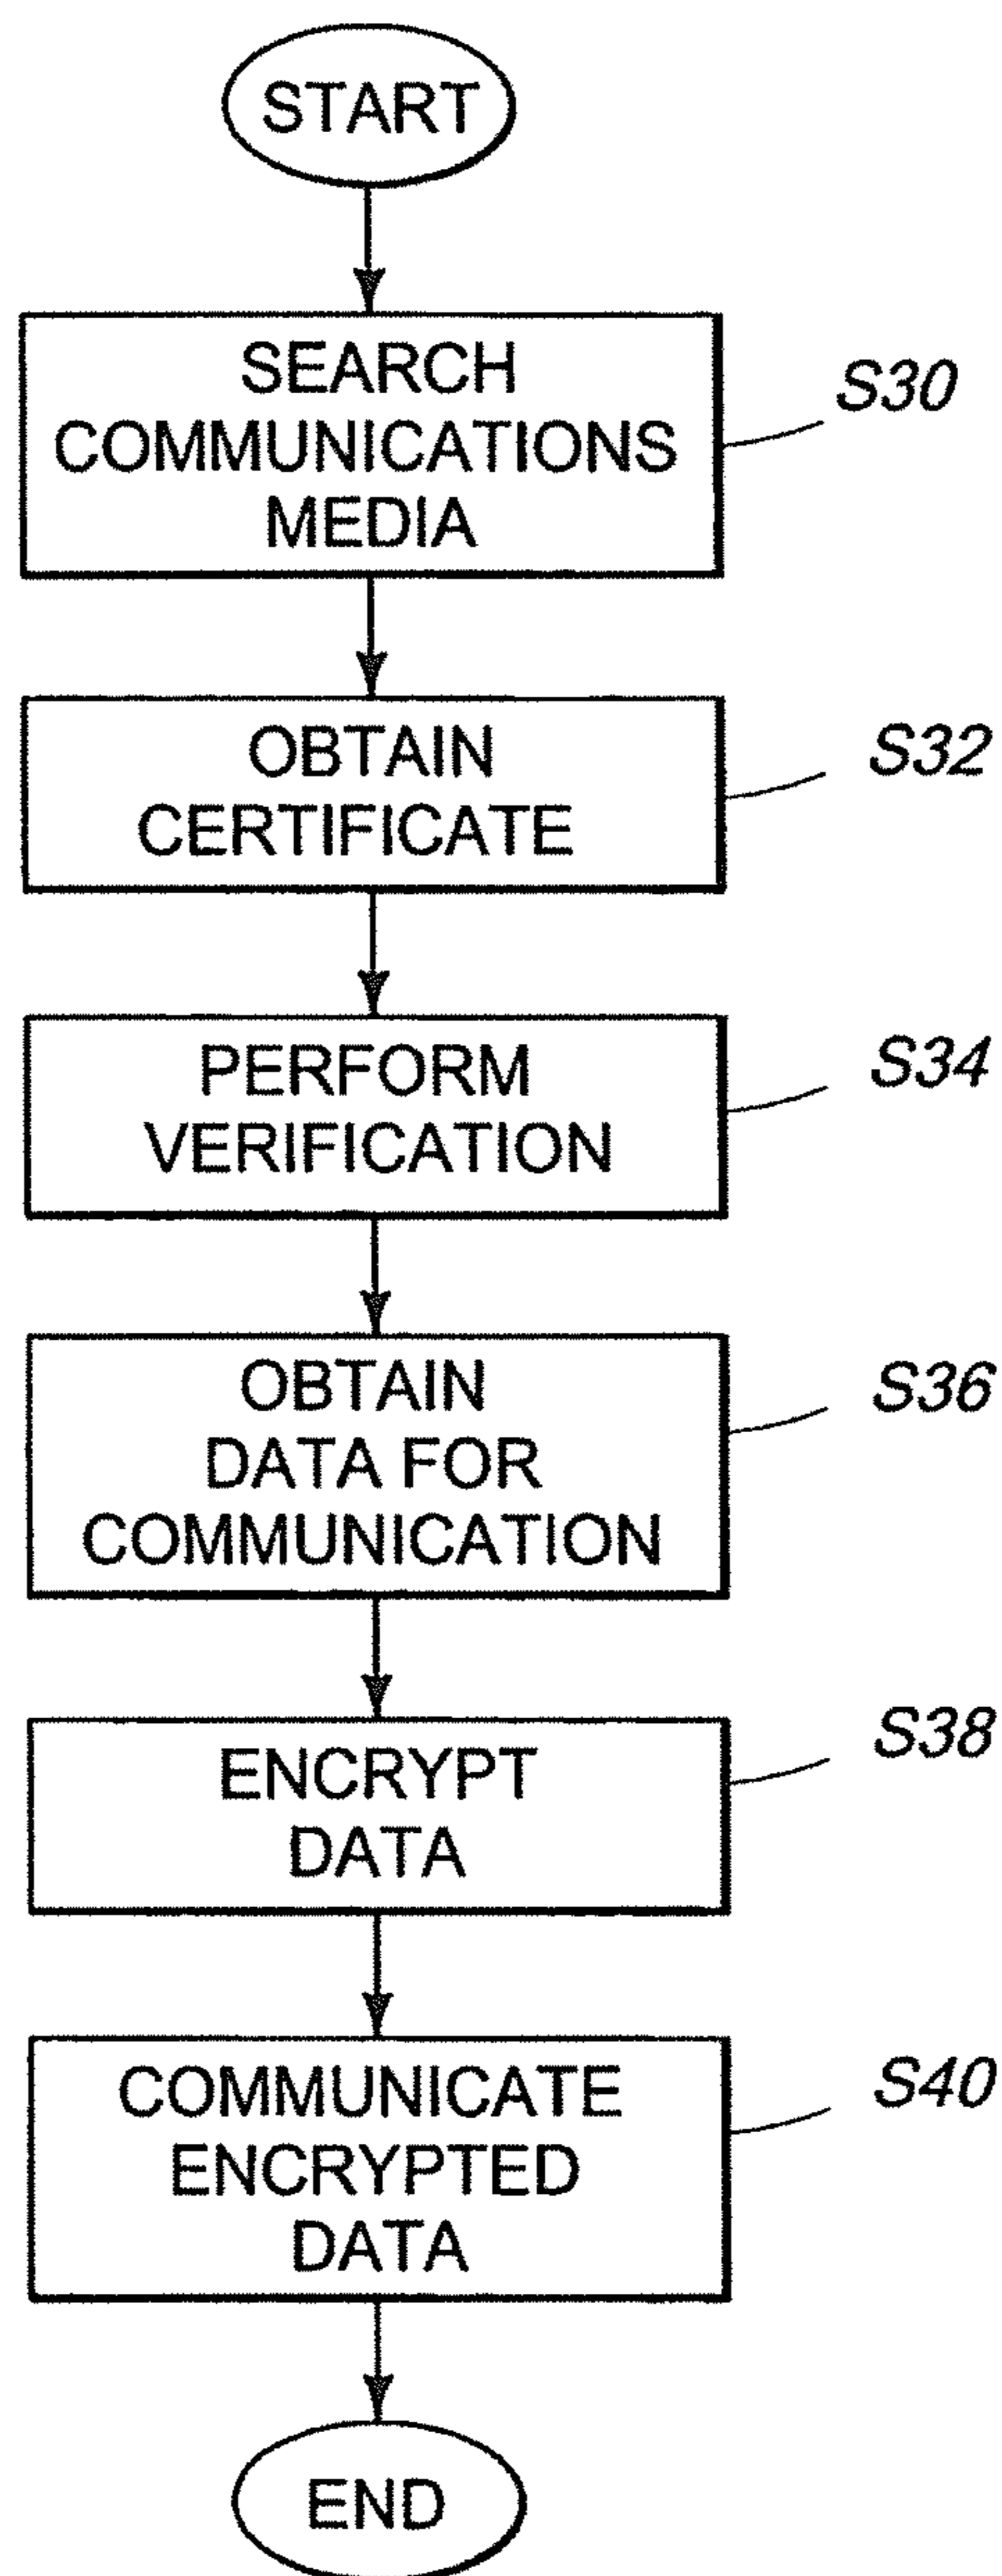 START
SEARCH
COMMUNICATIONS
MEDIA
S30
OBTAIN
CERTIFICATE
S32
PERFORM
VERIFICATION
S34
OBTAIN
DATA FOR
COMMUNICATION
S36
ENCRYPT
DATA
S38
COMMUNICATE
ENCRYPTED
DATA
S40
END